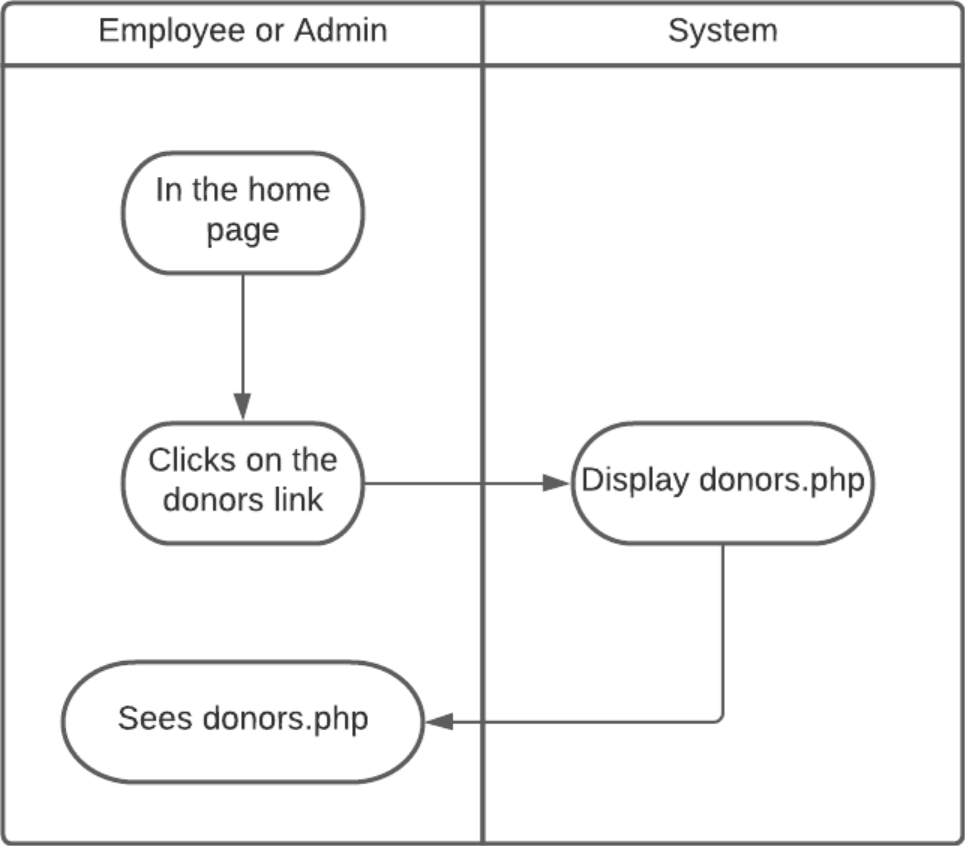 Employee or Admin
System
In the home
page
Clicks on the
donors link
Display donors.php
Sees donors.php